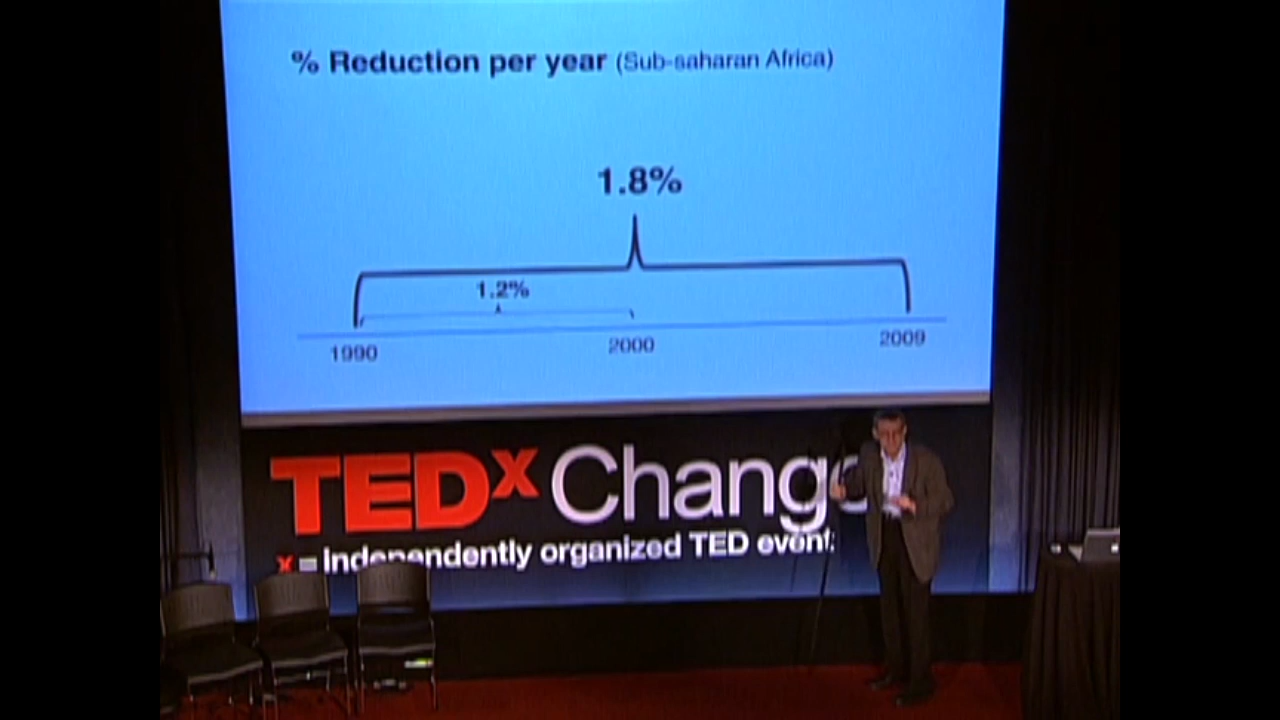 % Reduction per year (Sub-saharan Africa)
1.8%
1.2%
1990 2000 2009
TEDx Change
x = independently organized TED event